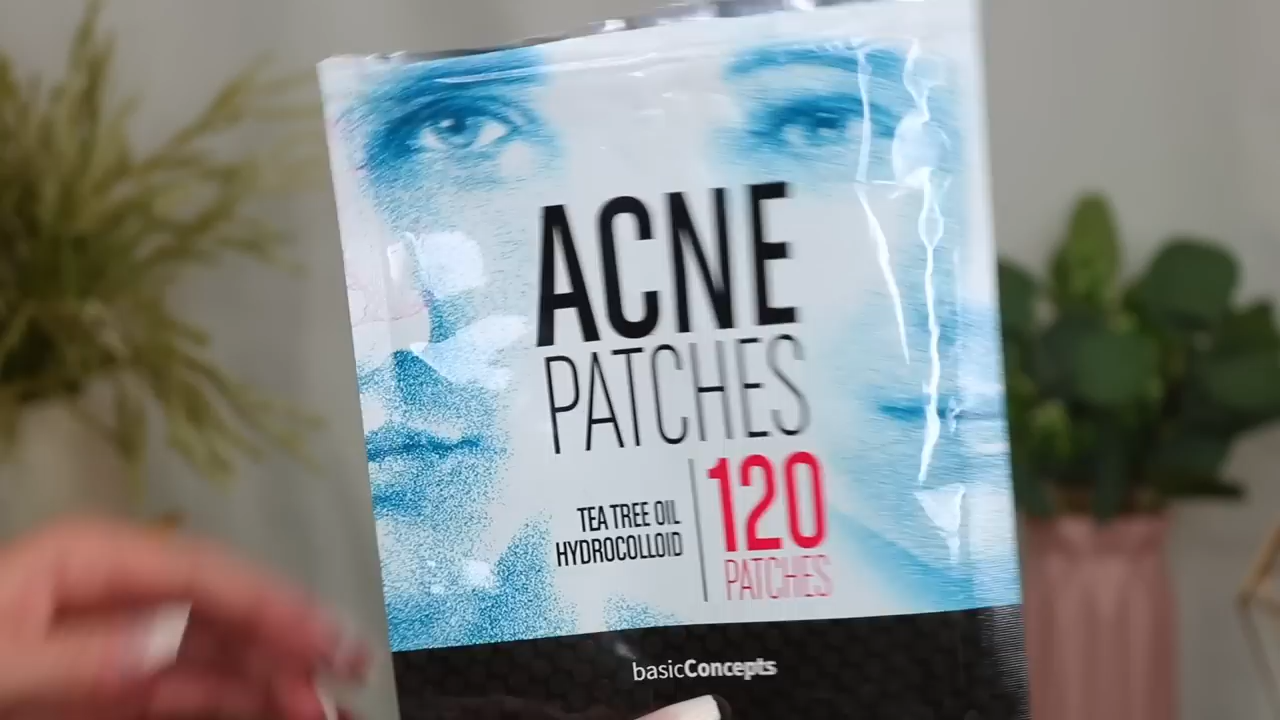 ACNE
PATCHES
TEA TREE OIL
HYDROCOLLOID
120
PATCHES
basicConcepts